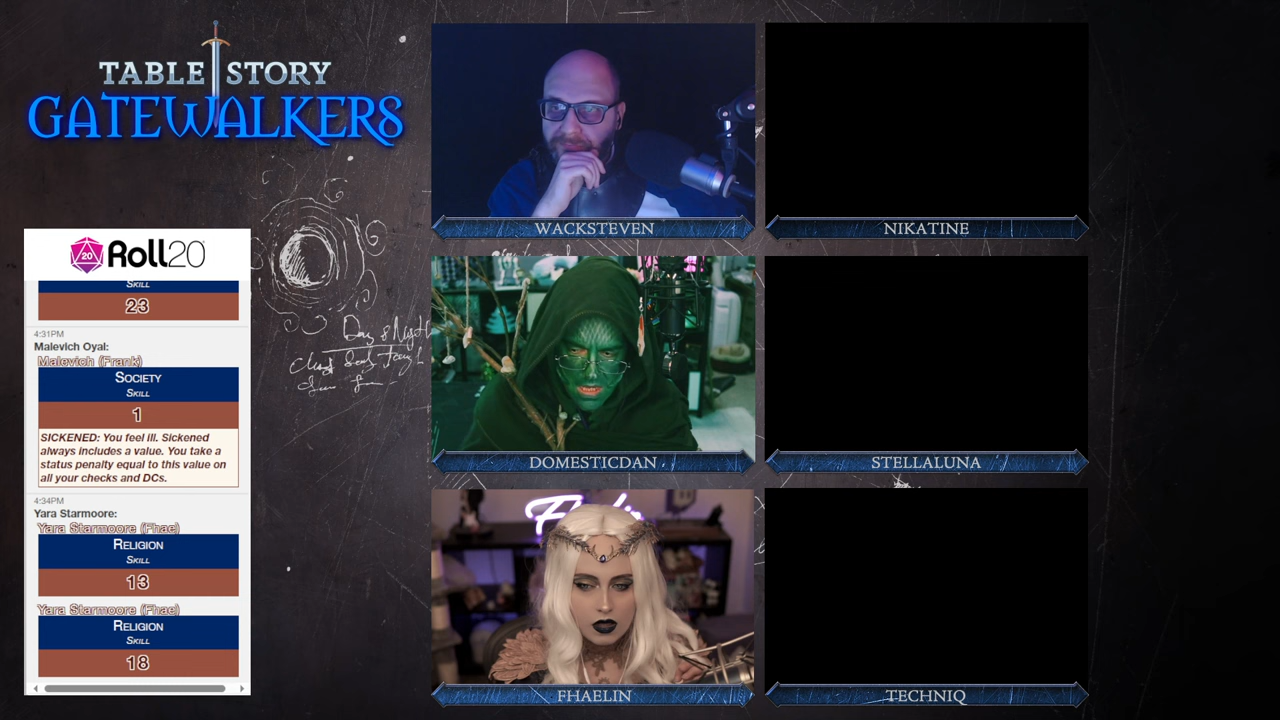 TABLE STORY
GATEWALKERS
Roll20
20
SKILL
23
4:31PM
Malevich Oyal:
Malevich (Frank)
SOCIETY
SKILL
1
SICKENED: You feel ill. Sickened
always includes a value. You take a
status penalty equal to this value on
all your checks and DCs.
4:34PM
Yara Starmoore:
Yara Starmoore (Fhae)
RELIGION
SKILL
13
Yara Starmoore (Fhae)
RELIGION
SKILL
18
Day & Night
WACKSTEVEN
NIKATINE
DOMESTICDAN
STELLALUNA
FHAELIN
TECHNIQ